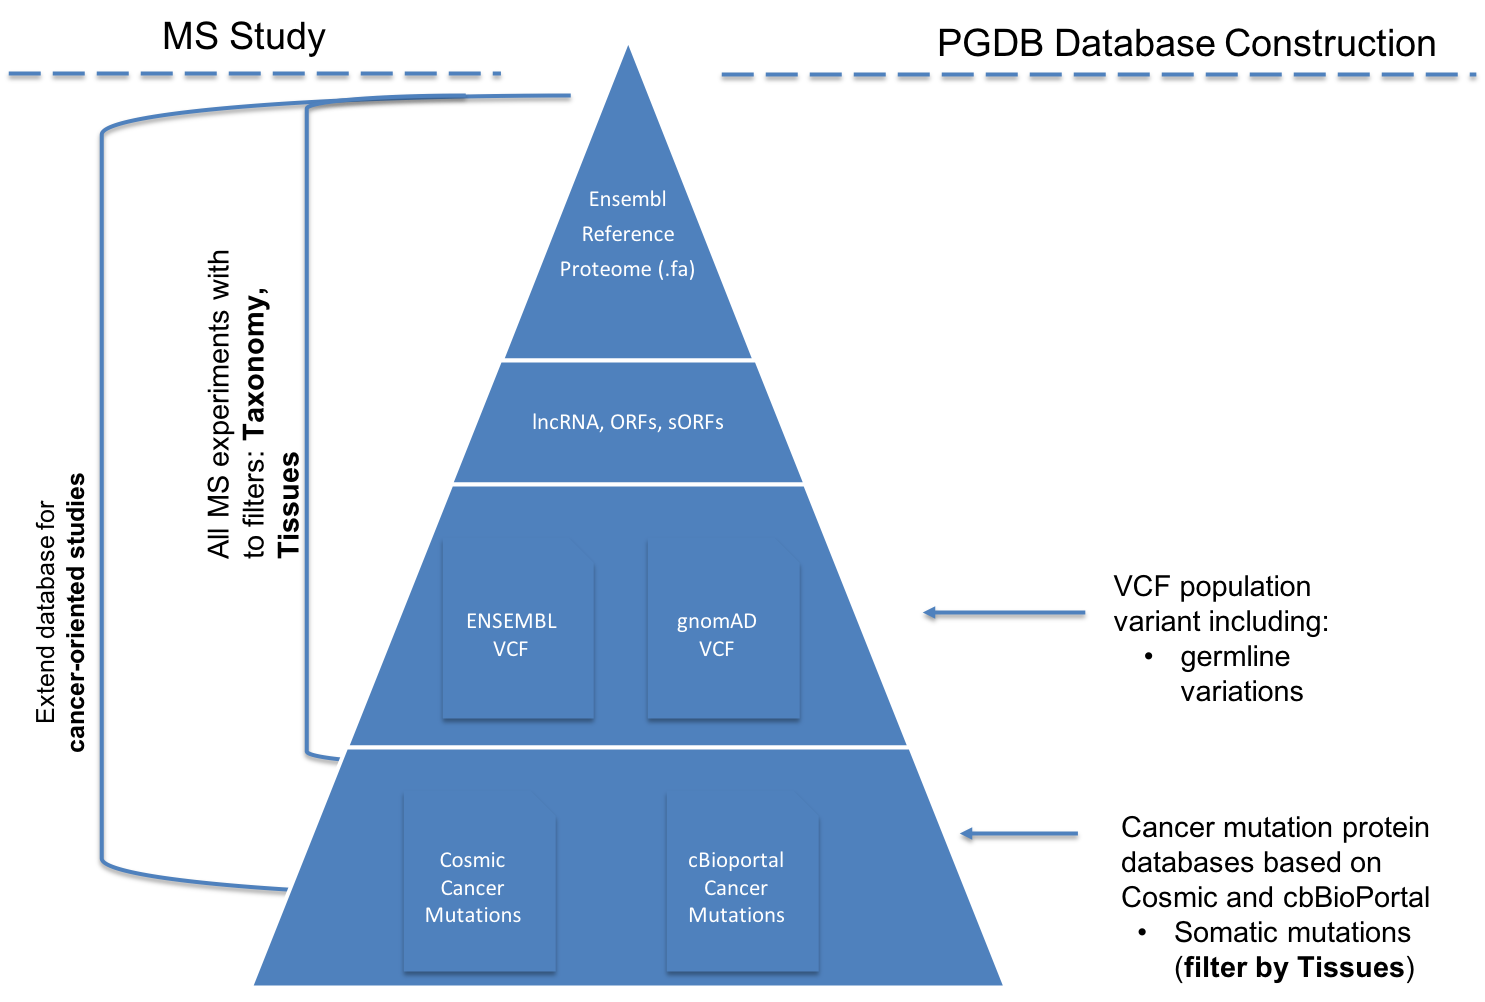 MS Study
PGDB Database Construction
Ensembl
Reference
Proteome (.fa)
lncRNA, ORFs, sORFs
ENSEMBL
VCF
gnomAD
VCF
Cosmic
Cancer
Mutations
cBioportal
Cancer
Mutations
Extend database for
cancer-oriented studies
All MS experiments with
to filters: Taxonomy,
Tissues
VCF population
variant including:
• germline
variations
Cancer mutation protein
databases based on
Cosmic and cbBioPortal
• Somatic mutations
(filter by Tissues)